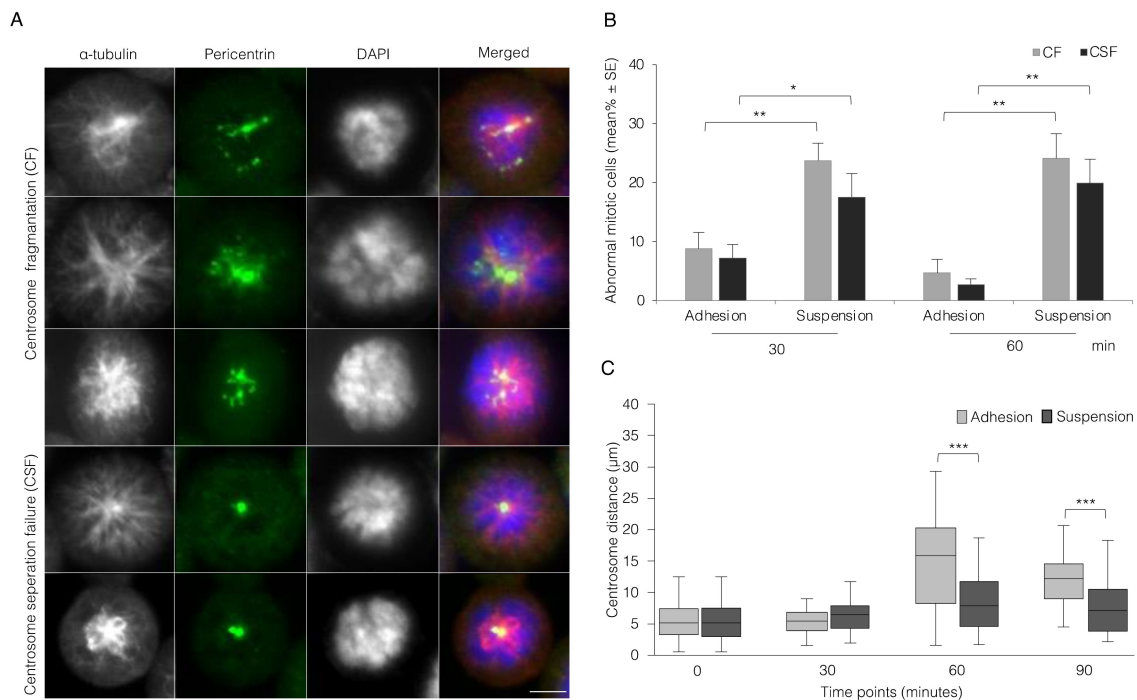 A
α-tubulin Pericentrin DAPI Merged
Centrosome fragmantation (CF)
Centrosome seperation failure (CSF)
B
CF CSF
Abnormal mitotic cells (mean% ± SE)
40
30
20
10
0
** * ** **
Adhesion Suspension Adhesion Suspension
30 60 min
C
Adhesion Suspension
Centrosome distance (µm)
40
35
30
25
20
15
10
5
0
*** ***
0 30 60 90
Time points (minutes)